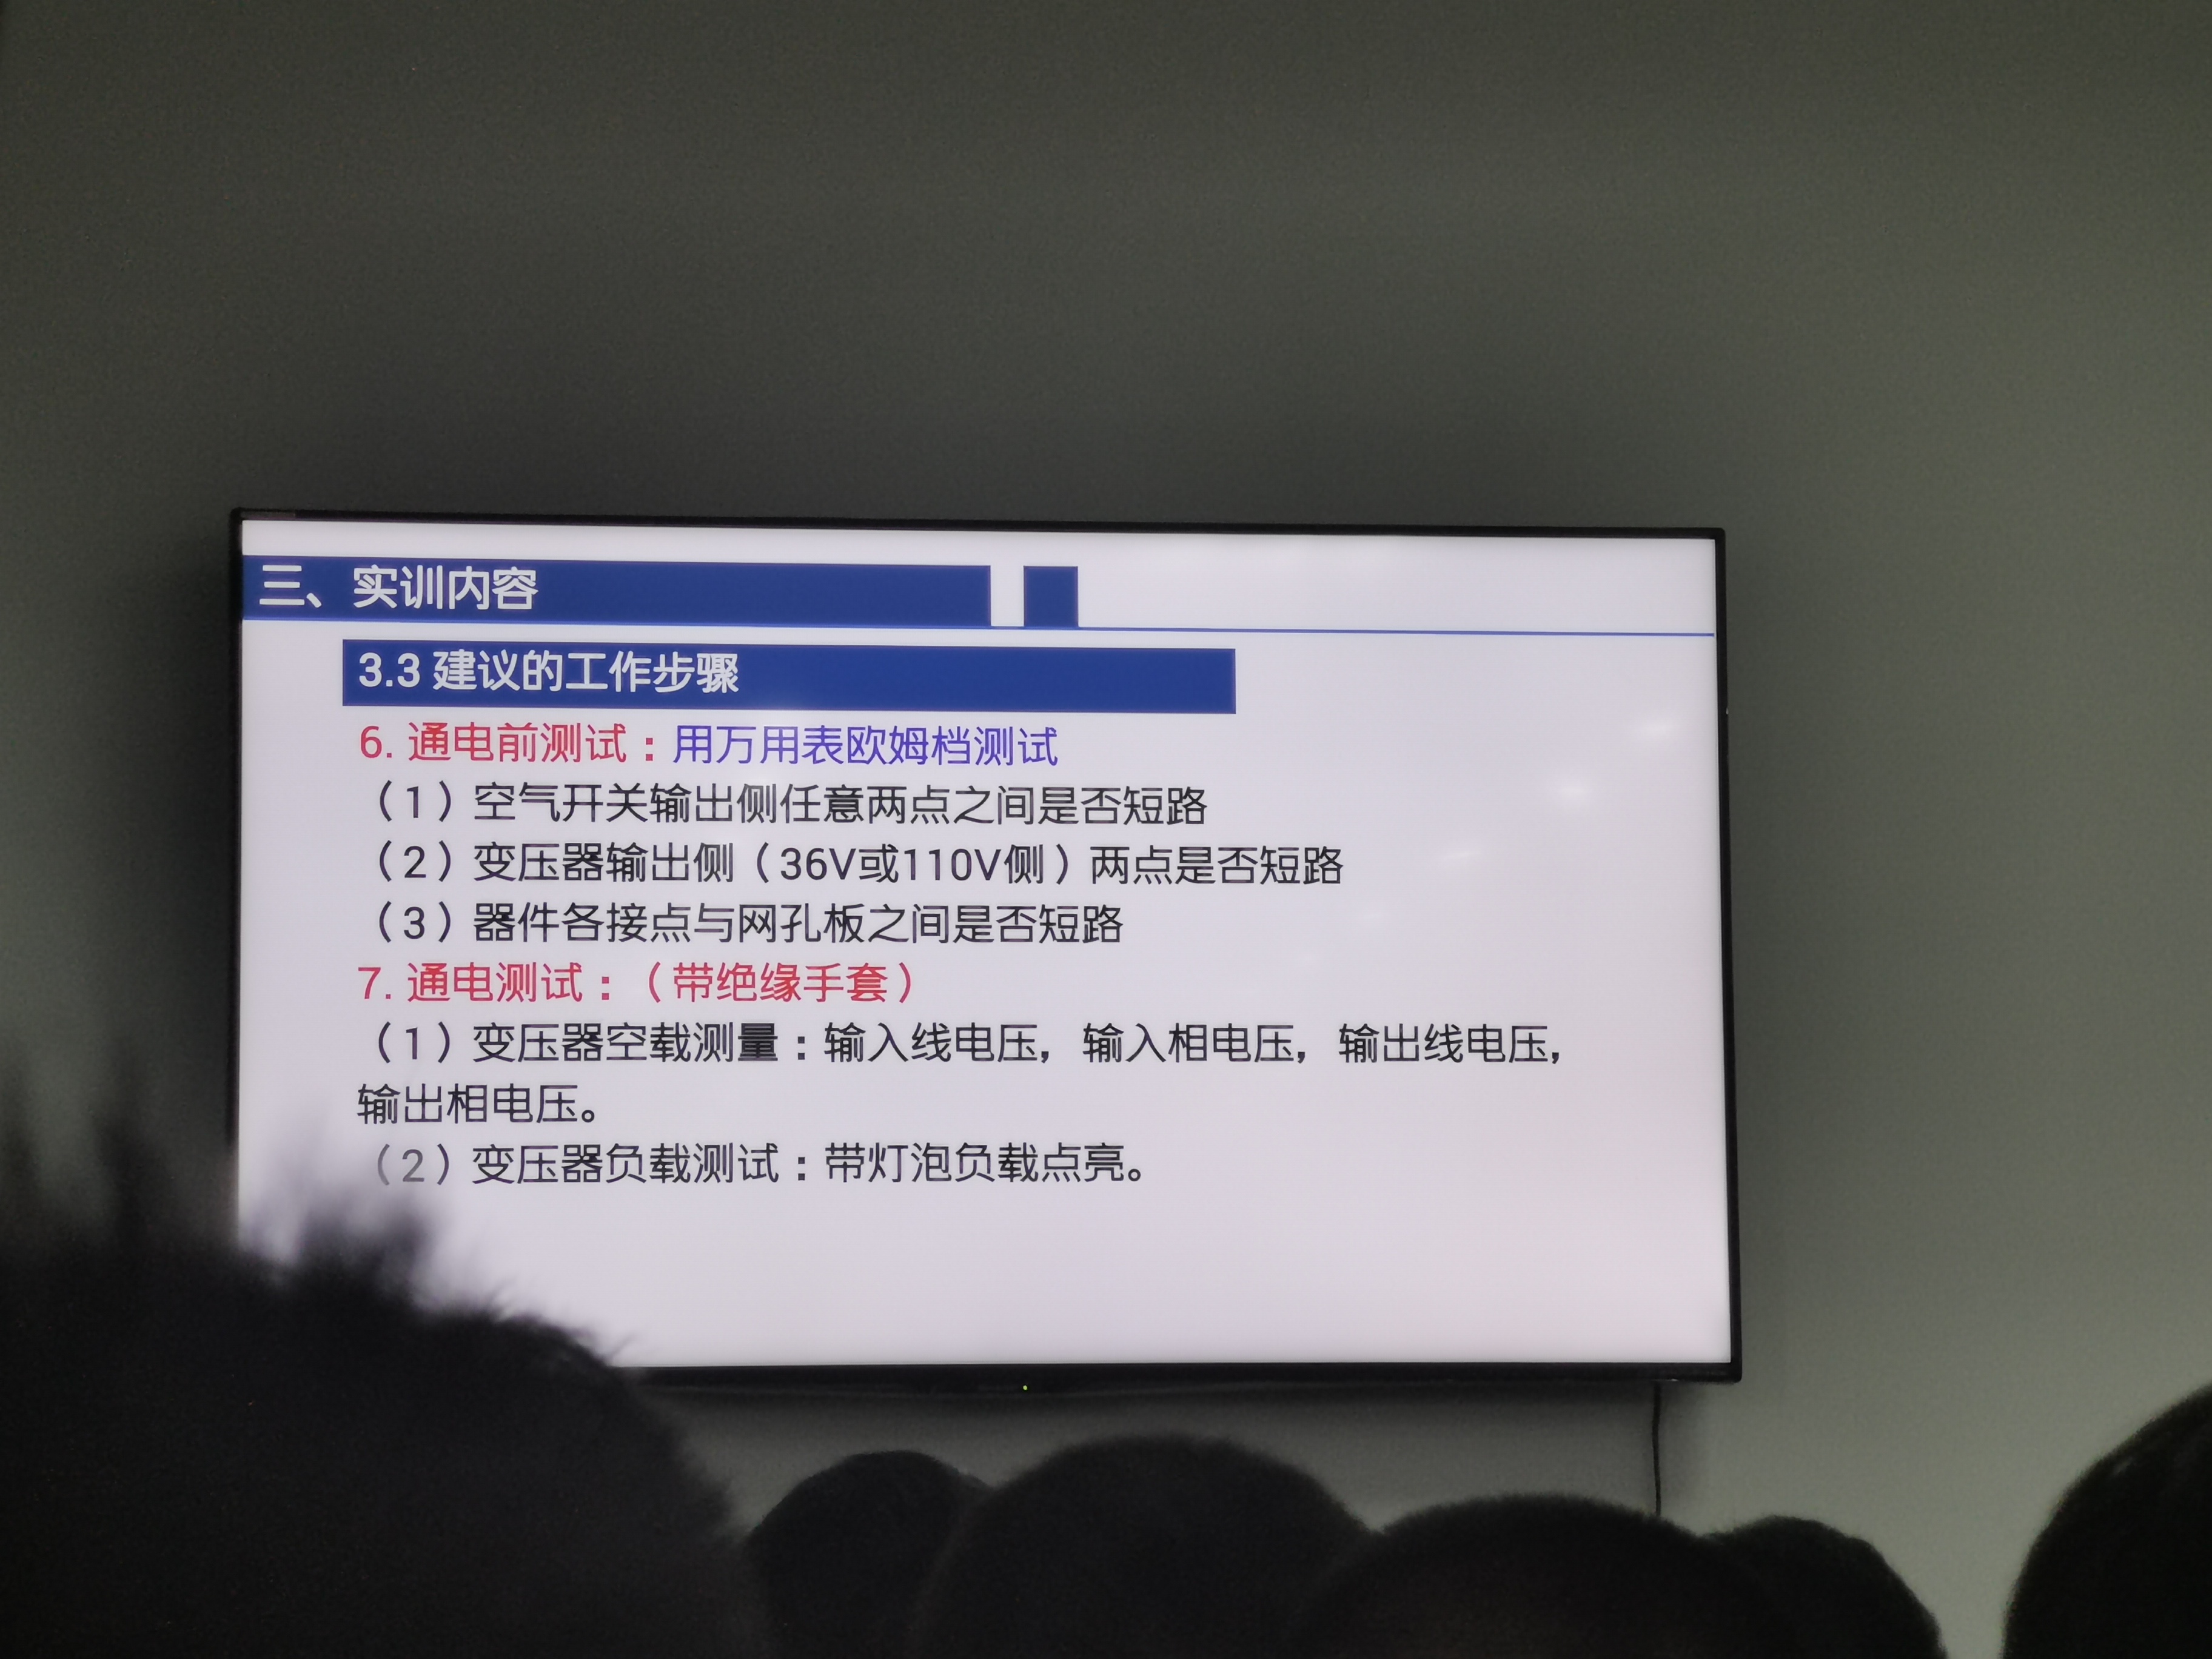 三、实训内容
3.3 建议的工作步骤
6. 通电前测试：用万用表欧姆档测试
（1）空气开关输出侧任意两点之间是否短路
（2）变压器输出侧（36V或110V侧）两点是否短路
（3）器件各接点与网孔板之间是否短路
7. 通电测试：（带绝缘手套）
（1）变压器空载测量：输入线电压，输入相电压，输出线电压，
输出相电压。
（2）变压器负载测试：带灯泡负载点亮。